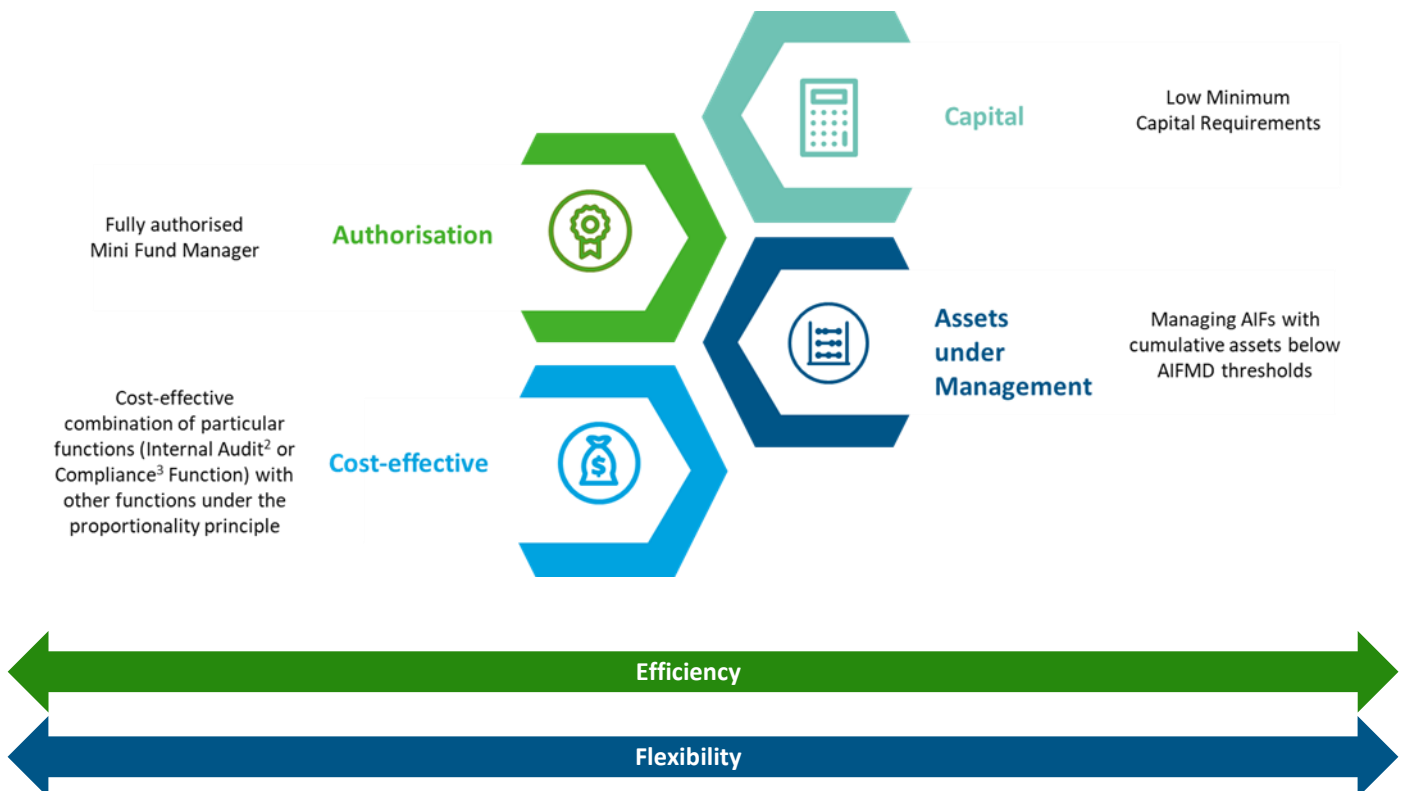 Capital
Low Minimum
Capital Requirements
Fully authorised
Mini Fund Manager
Authorisation
Assets
under
Management
Managing AIFs with
cumulative assets below
AIFMD thresholds
Cost-effective
combination of particular
functions (Internal Audit² or
Compliance³ Function) with
other functions under the
proportionality principle
Cost-effective
$
Efficiency
Flexibility